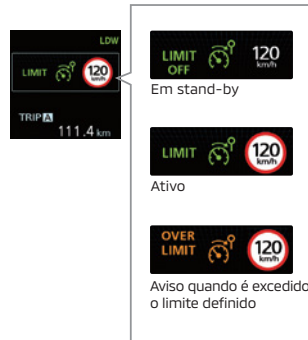 LDW
LIMIT 120 km/h
TRIP A
111.4 km
LIMIT OFF 120 km/h
Em stand-by
LIMIT 120 km/h
Ativo
OVER LIMIT 120 km/h
Aviso quando é excedido
o limite definido